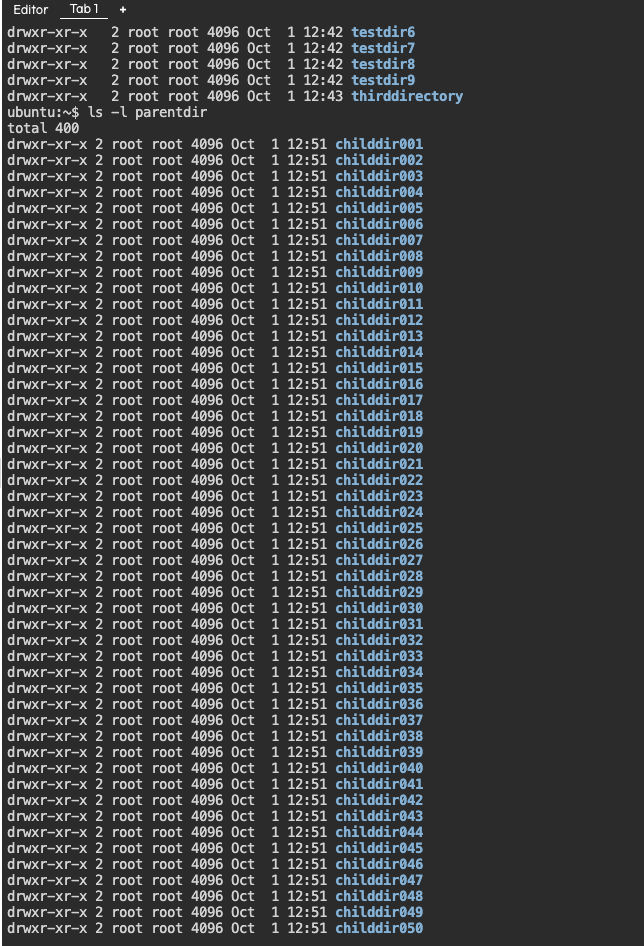 Editor Tab 1 +
drwxr-xr-x   2 root root 4096 Oct  1 12:42 testdir6
drwxr-xr-x   2 root root 4096 Oct  1 12:42 testdir7
drwxr-xr-x   2 root root 4096 Oct  1 12:42 testdir8
drwxr-xr-x   2 root root 4096 Oct  1 12:42 testdir9
drwxr-xr-x   2 root root 4096 Oct  1 12:43 thirddirectory
ubuntu:~$ ls -l parentdir
total 400
drwxr-xr-x 2 root root 4096 Oct  1 12:51 childdir001
drwxr-xr-x 2 root root 4096 Oct  1 12:51 childdir002
drwxr-xr-x 2 root root 4096 Oct  1 12:51 childdir003
drwxr-xr-x 2 root root 4096 Oct  1 12:51 childdir004
drwxr-xr-x 2 root root 4096 Oct  1 12:51 childdir005
drwxr-xr-x 2 root root 4096 Oct  1 12:51 childdir006
drwxr-xr-x 2 root root 4096 Oct  1 12:51 childdir007
drwxr-xr-x 2 root root 4096 Oct  1 12:51 childdir008
drwxr-xr-x 2 root root 4096 Oct  1 12:51 childdir009
drwxr-xr-x 2 root root 4096 Oct  1 12:51 childdir010
drwxr-xr-x 2 root root 4096 Oct  1 12:51 childdir011
drwxr-xr-x 2 root root 4096 Oct  1 12:51 childdir012
drwxr-xr-x 2 root root 4096 Oct  1 12:51 childdir013
drwxr-xr-x 2 root root 4096 Oct  1 12:51 childdir014
drwxr-xr-x 2 root root 4096 Oct  1 12:51 childdir015
drwxr-xr-x 2 root root 4096 Oct  1 12:51 childdir016
drwxr-xr-x 2 root root 4096 Oct  1 12:51 childdir017
drwxr-xr-x 2 root root 4096 Oct  1 12:51 childdir018
drwxr-xr-x 2 root root 4096 Oct  1 12:51 childdir019
drwxr-xr-x 2 root root 4096 Oct  1 12:51 childdir020
drwxr-xr-x 2 root root 4096 Oct  1 12:51 childdir021
drwxr-xr-x 2 root root 4096 Oct  1 12:51 childdir022
drwxr-xr-x 2 root root 4096 Oct  1 12:51 childdir023
drwxr-xr-x 2 root root 4096 Oct  1 12:51 childdir024
drwxr-xr-x 2 root root 4096 Oct  1 12:51 childdir025
drwxr-xr-x 2 root root 4096 Oct  1 12:51 childdir026
drwxr-xr-x 2 root root 4096 Oct  1 12:51 childdir027
drwxr-xr-x 2 root root 4096 Oct  1 12:51 childdir028
drwxr-xr-x 2 root root 4096 Oct  1 12:51 childdir029
drwxr-xr-x 2 root root 4096 Oct  1 12:51 childdir030
drwxr-xr-x 2 root root 4096 Oct  1 12:51 childdir031
drwxr-xr-x 2 root root 4096 Oct  1 12:51 childdir032
drwxr-xr-x 2 root root 4096 Oct  1 12:51 childdir033
drwxr-xr-x 2 root root 4096 Oct  1 12:51 childdir034
drwxr-xr-x 2 root root 4096 Oct  1 12:51 childdir035
drwxr-xr-x 2 root root 4096 Oct  1 12:51 childdir036
drwxr-xr-x 2 root root 4096 Oct  1 12:51 childdir037
drwxr-xr-x 2 root root 4096 Oct  1 12:51 childdir038
drwxr-xr-x 2 root root 4096 Oct  1 12:51 childdir039
drwxr-xr-x 2 root root 4096 Oct  1 12:51 childdir040
drwxr-xr-x 2 root root 4096 Oct  1 12:51 childdir041
drwxr-xr-x 2 root root 4096 Oct  1 12:51 childdir042
drwxr-xr-x 2 root root 4096 Oct  1 12:51 childdir043
drwxr-xr-x 2 root root 4096 Oct  1 12:51 childdir044
drwxr-xr-x 2 root root 4096 Oct  1 12:51 childdir045
drwxr-xr-x 2 root root 4096 Oct  1 12:51 childdir046
drwxr-xr-x 2 root root 4096 Oct  1 12:51 childdir047
drwxr-xr-x 2 root root 4096 Oct  1 12:51 childdir048
drwxr-xr-x 2 root root 4096 Oct  1 12:51 childdir049
drwxr-xr-x 2 root root 4096 Oct  1 12:51 childdir050